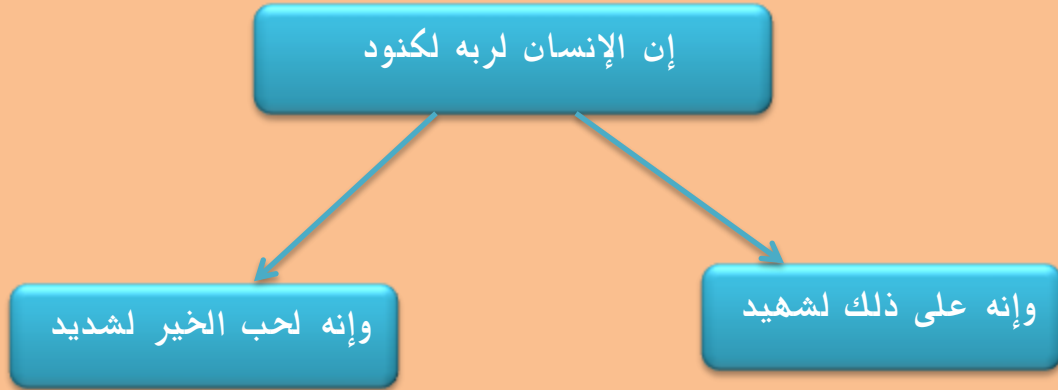 إن الإنسان لربه لكنود
وإنه على ذلك لشهيد
وإنه لحب الخير لشديد